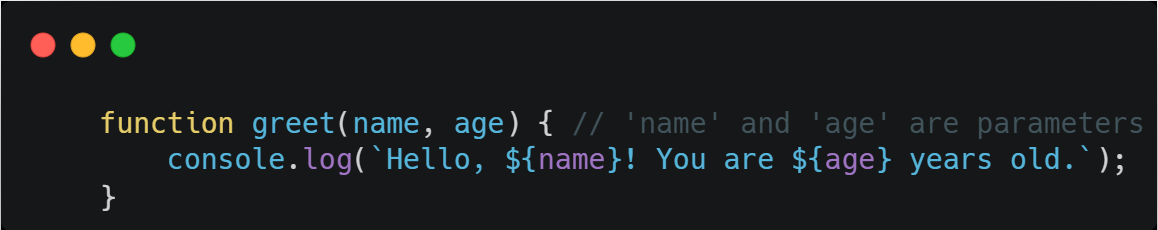 function greet(name, age) { // 'name' and 'age' are parameters
    console.log(`Hello, ${name}! You are ${age} years old.`);
}